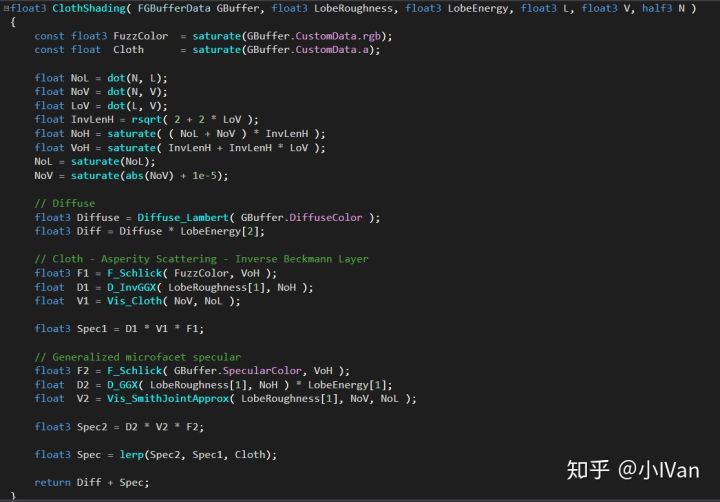 float3 ClothShading( FGBufferData GBuffer, float3 LobeRoughness, float3 LobeEnergy, float3 L, float3 V, half3 N )
{
const float3 FuzzColor = saturate(GBuffer.CustomData.rgb);
const float Cloth = saturate(GBuffer.CustomData.a);
float NoL = dot(N, L);
float NoV = dot(N, V);
float LoV = dot(L, V);
float InvLenH = rsqrt( 2 + 2 * LoV );
float NoH = saturate( ( NoL + NoV ) * InvLenH );
float VoH = saturate( InvLenH + InvLenH * LoV );
NoL = saturate(NoL);
NoV = saturate(abs(NoV) + 1e-5);
// Diffuse
float3 Diffuse = Diffuse_Lambert( GBuffer.DiffuseColor );
float3 Diff = Diffuse * LobeEnergy[2];
// Cloth - Asperity Scattering - Inverse Beckmann Layer
float3 F1 = F_Schlick( FuzzColor, VoH );
float D1 = D_InvGGX( LobeRoughness[1], NoH );
float V1 = Vis_Cloth( NoV, NoL );
float3 Spec1 = D1 * V1 * F1;
// Generalized microfacet specular
float3 F2 = F_Schlick( GBuffer.SpecularColor, VoH );
float D2 = D_GGX( LobeRoughness[1], NoH ) * LobeEnergy[1];
float V2 = Vis_SmithJointApprox( LobeRoughness[1], NoV, NoL );
float3 Spec2 = D2 * V2 * F2;
float3 Spec = lerp(Spec2, Spec1, Cloth);
return Diff + Spec;
}
知乎 @小IVan